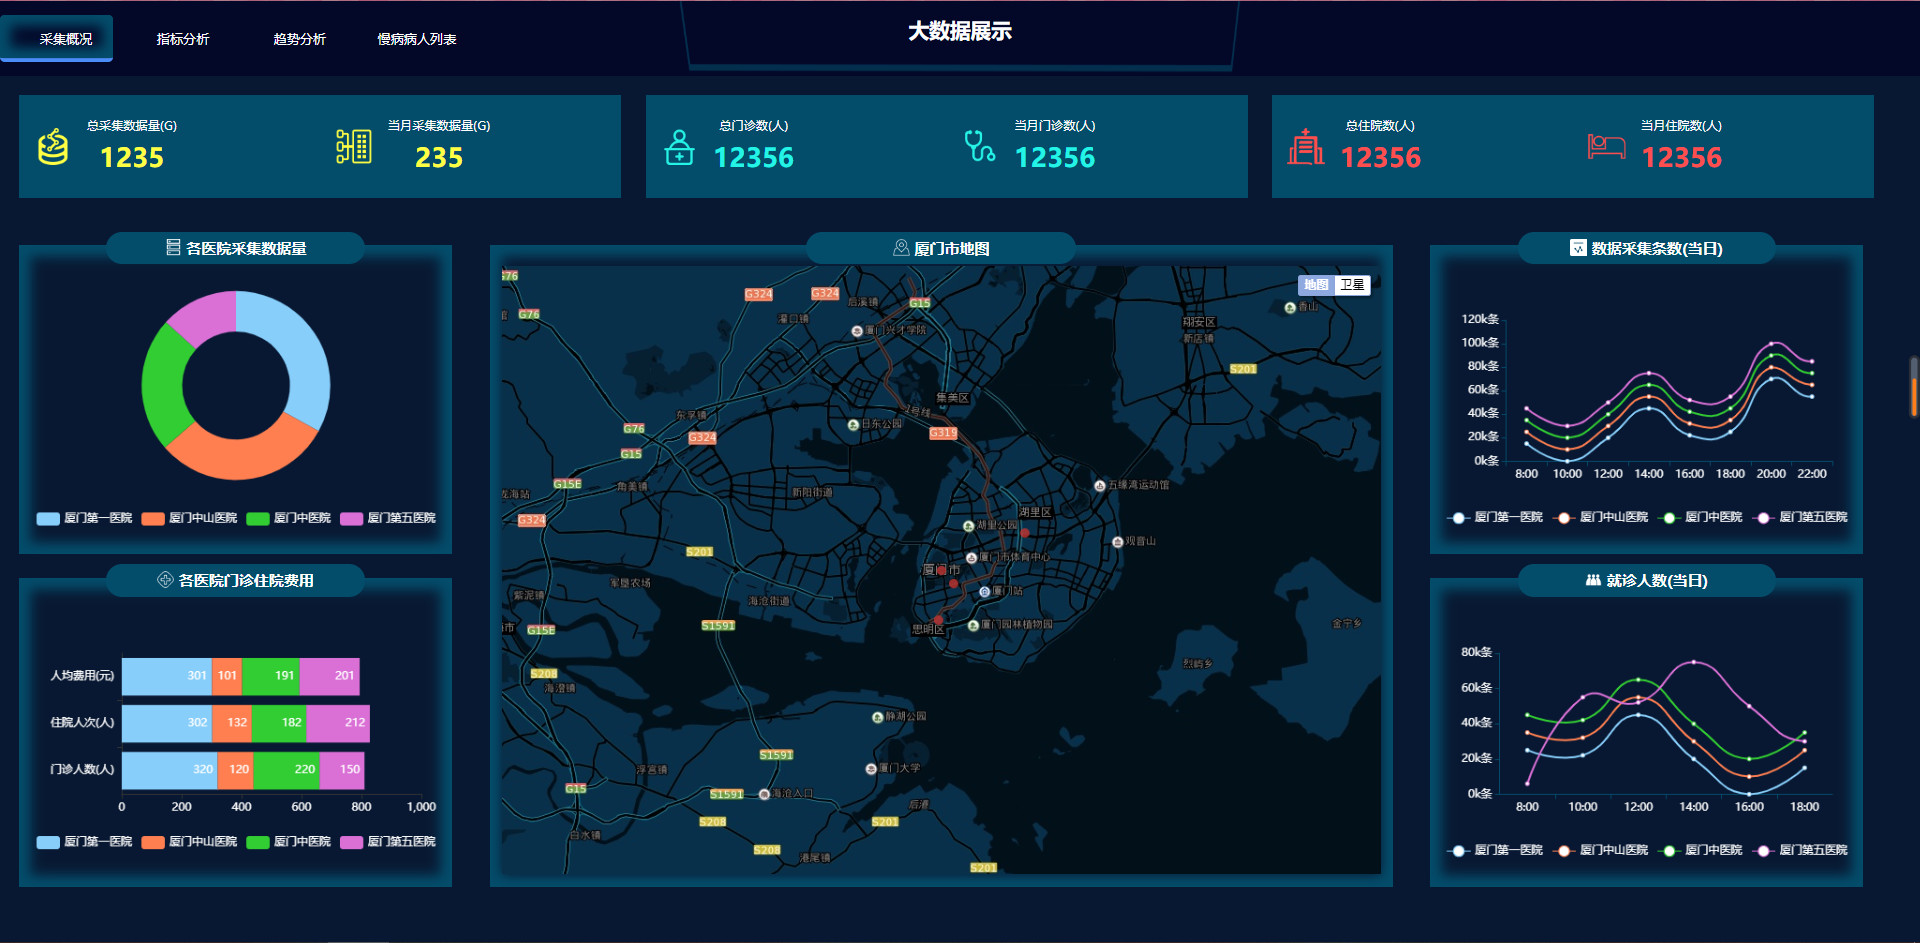 采集概况 指标分析 趋势分析 慢病病人列表
大数据展示
总采集数据量(G)
1235
当月采集数据量(G)
235
总门诊数(人)
12356
当月门诊数(人)
12356
总住院数(人)
12356
当月住院数(人)
12356
各医院采集数据量
厦门第一医院 厦门中山医院 厦门中医院 厦门第五医院
各医院门诊住院费用
人均费用(元) 301 101 191 201
住院人次(人) 302 132 182 212
门诊人数(人) 320 120 220 150
0 200 400 600 800 1,000
厦门第一医院 厦门中山医院 厦门中医院 厦门第五医院
厦门市地图
地图 卫星
G76
G76
G324
G324
后溪镇
G15
灌口镇
厦门兴才学院
翔安区
新店镇
香山
S201
集美区
1号线
东孚镇
日东公园
G76
G324
G319
G15
G15E
角美镇
新阳街道
五缘湾运动馆
龙海站
G324
湖里区
湖里公园
观音山
S201
厦门市体育中心
厦门市
军垦农场
厦门站
紫泥镇
海沧街道
G15E
S1591
思明区
厦门园林植物园
金宁乡
烈屿乡
S208
海澄镇
静湖公园
S1591
浮宫镇
厦门大学
G15
S1591
海沧入口
后港
S208
S201
白水镇
S208
港尾镇
S201
数据采集条数(当日)
120k条
100k条
80k条
60k条
40k条
20k条
0k条
8:00 10:00 12:00 14:00 16:00 18:00 20:00 22:00
厦门第一医院 厦门中山医院 厦门中医院 厦门第五医院
就诊人数(当日)
80k条
60k条
40k条
20k条
0k条
8:00 10:00 12:00 14:00 16:00 18:00
厦门第一医院 厦门中山医院 厦门中医院 厦门第五医院